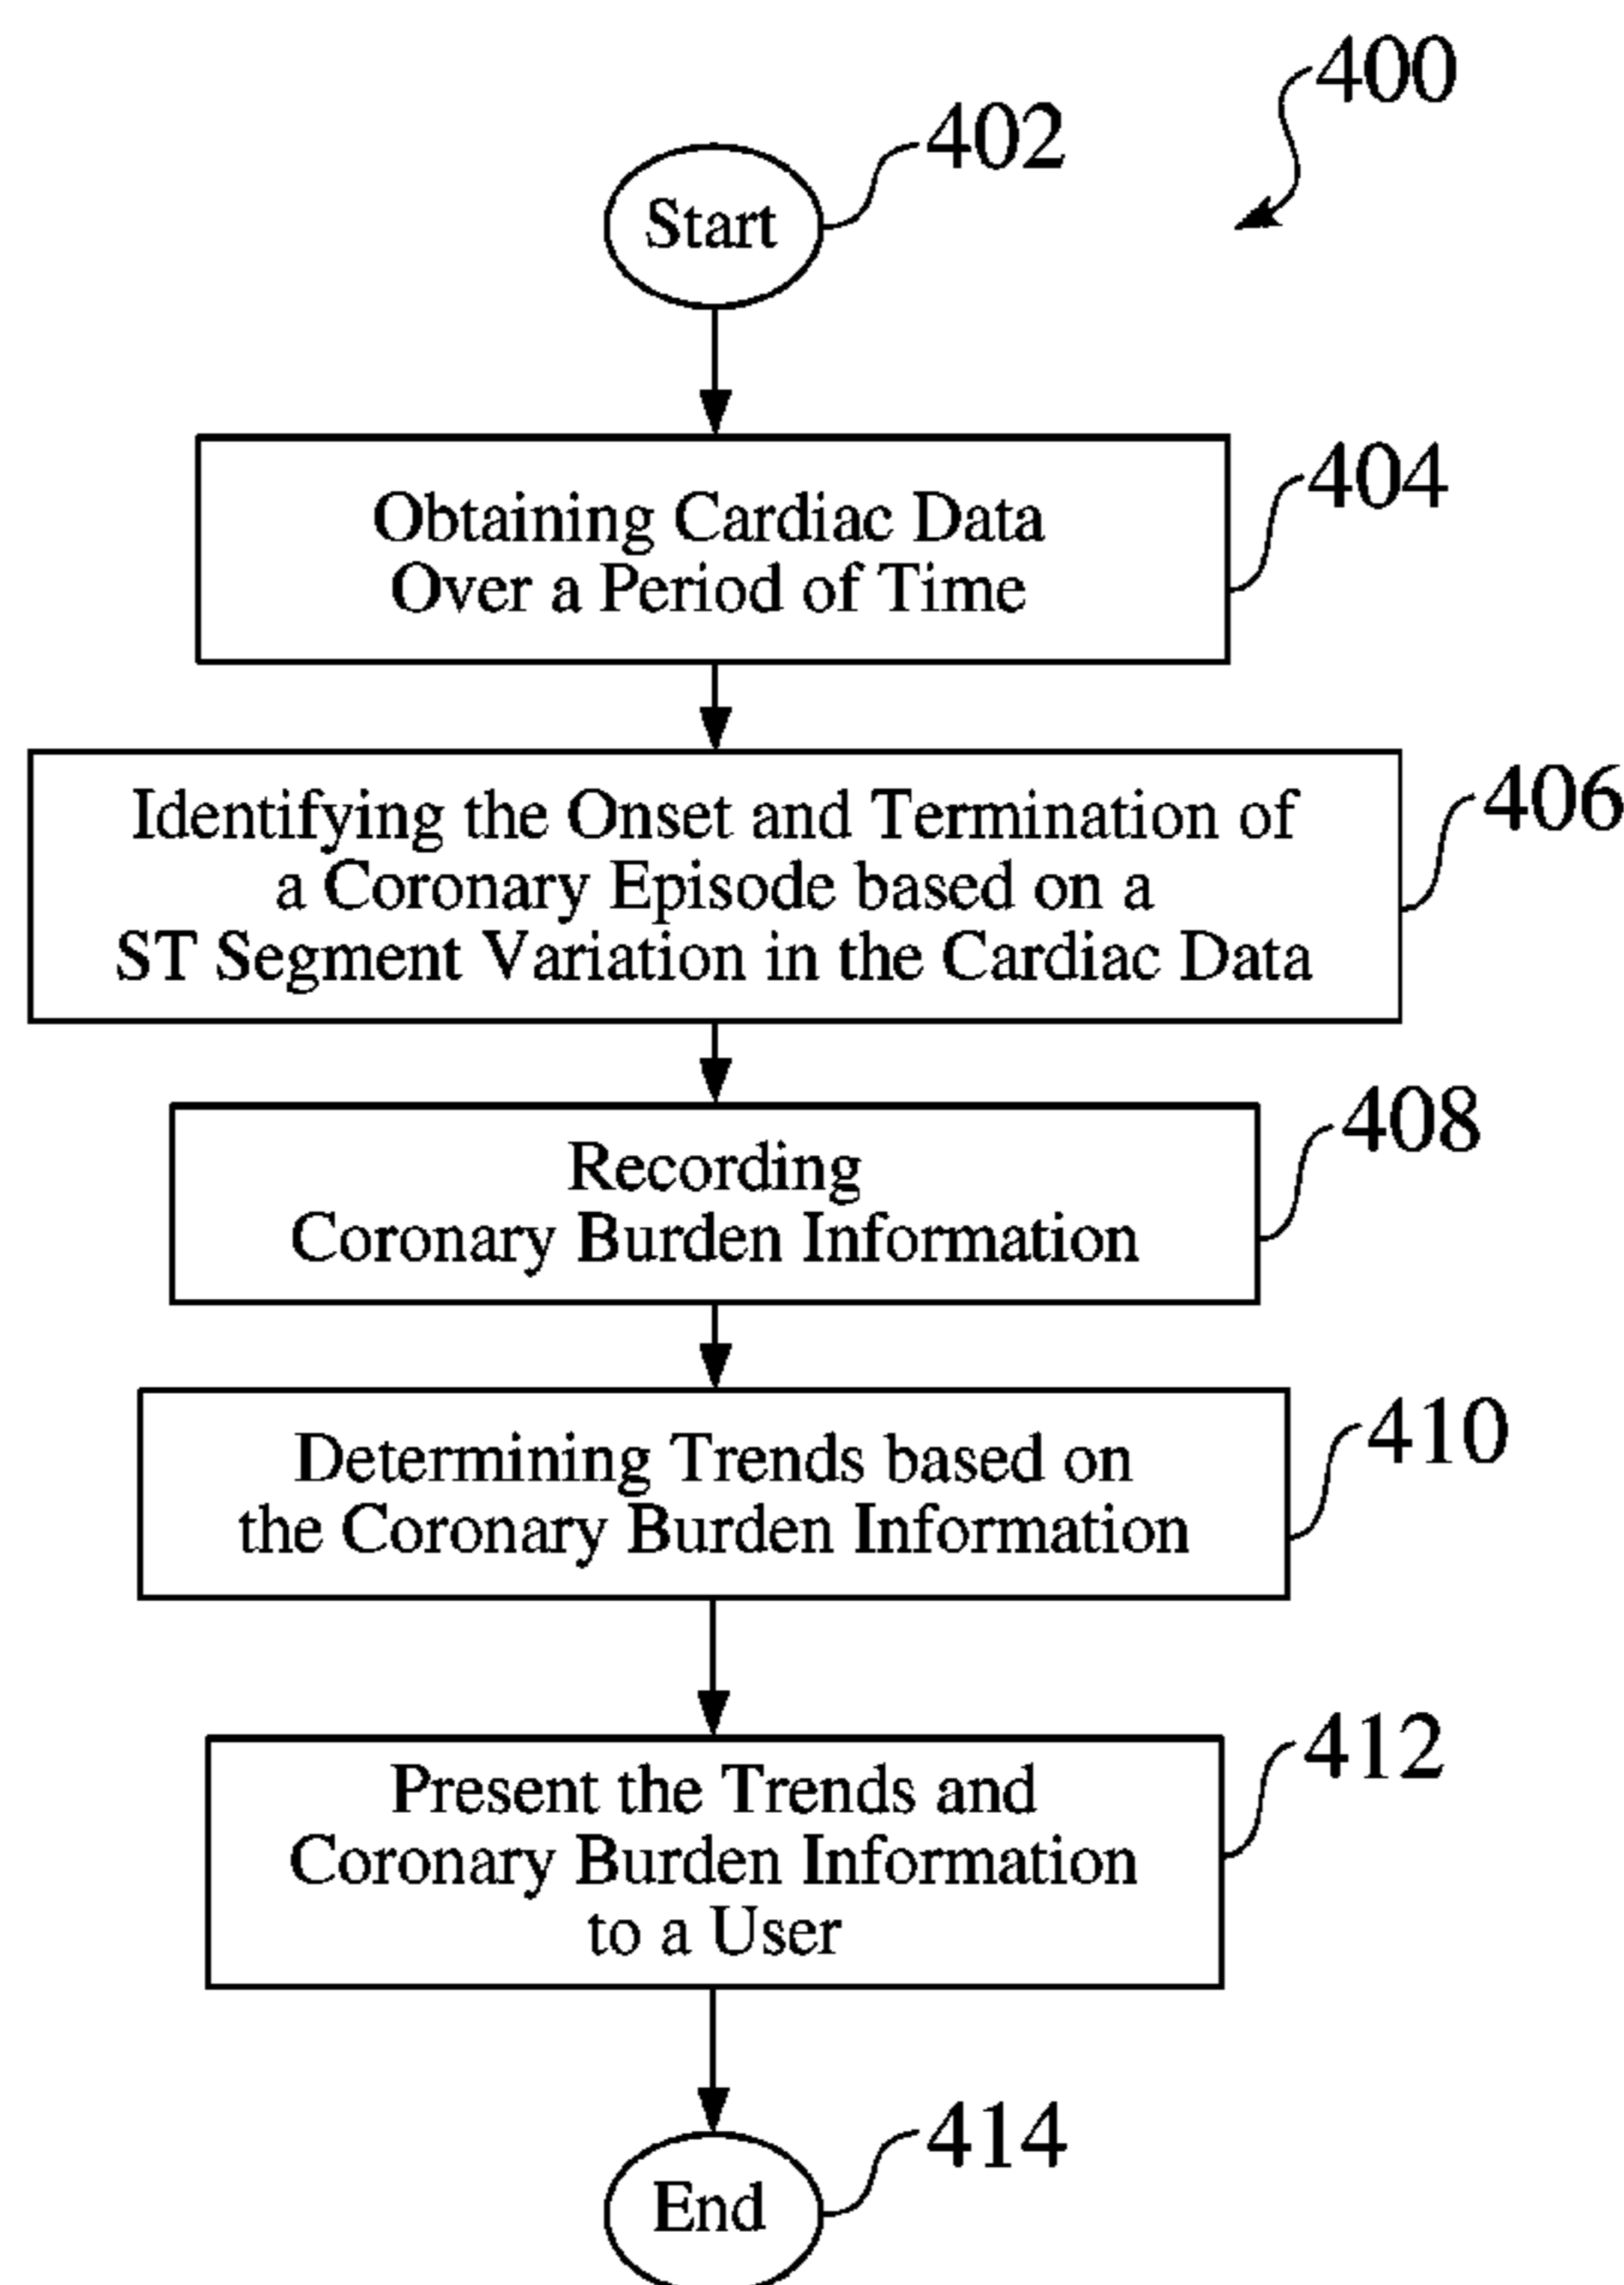 400
402
Start
404
Obtaining Cardiac Data
Over a Period of Time
406
Identifying the Onset and Termination of
a Coronary Episode based on a
ST Segment Variation in the Cardiac Data
408
Recording
Coronary Burden Information
410
Determining Trends based on
the Coronary Burden Information
412
Present the Trends and
Coronary Burden Information
to a User
414
End